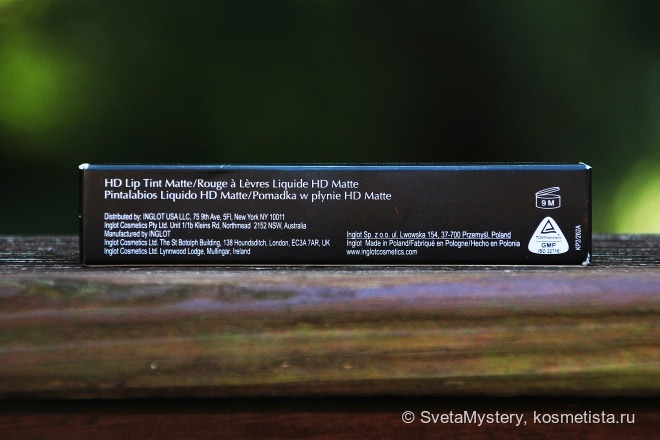 HD Lip Tint Matte/Rouge à Lèvres Liquide HD Matte
Pintalabios Liquido HD Matte/Pomadka w płynie HD Matte
Distributed by: INGLOT USA LLC, 75 9th Ave, 5Fl, New York NY 10011
Inglot Cosmetics Pty Ltd. Unit 1/1b Kleins Rd, Northmead 2152 NSW, Australia
Manufactured by INGLOT
Inglot Cosmetics Ltd. The St Botolph Building, 138 Houndsditch, London, EC3A 7AR, UK
Inglot Cosmetics Ltd. Lynnwood Lodge, Mullingar, Ireland
Inglot Sp. z o.o. ul. Lwowska 154, 37-700 Przemyśl, Poland
Inglot Made in Poland/Fabriqué en Pologne/Hecho en Polonia
www.inglotcosmetics.com
9 M
GMP
ISO 22716
KP2/262A
© SvetaMystery, kosmetista.ru